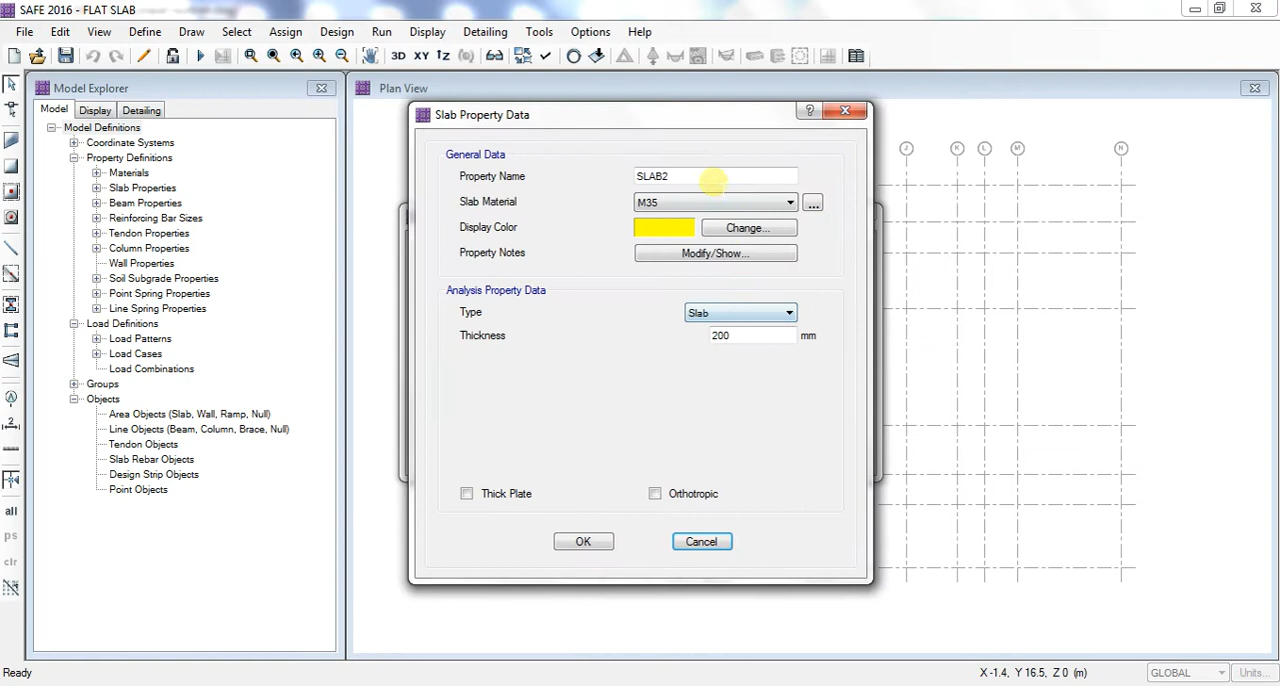 SAFE 2016 - FLAT SLAB
File Edit View Define Draw Select Assign Design Run Display Detailing Tools Options Help
3D XY
Model Explorer
Model Display Detailing
Model Definitions
Coordinate Systems
Property Definitions
Materials
Slab Properties
Beam Properties
Reinforcing Bar Sizes
Tendon Properties
Column Properties
Wall Properties
Soil Subgrade Properties
Point Spring Properties
Line Spring Properties
Load Definitions
Load Patterns
Load Cases
Load Combinations
Groups
Objects
Area Objects (Slab, Wall, Ramp, Null)
Line Objects (Beam, Column, Brace, Null)
Tendon Objects
Slab Rebar Objects
Design Strip Objects
Point Objects
all
ps
clr
Plan View
J K L M N
Slab Property Data
General Data
Property Name SLAB2
Slab Material M35 ...
Display Color Change...
Property Notes Modify/Show...
Analysis Property Data
Type Slab
Thickness 200 mm
Thick Plate Orthotropic
OK Cancel
Ready X -1.4, Y 16.5, Z 0 (m) GLOBAL Units...